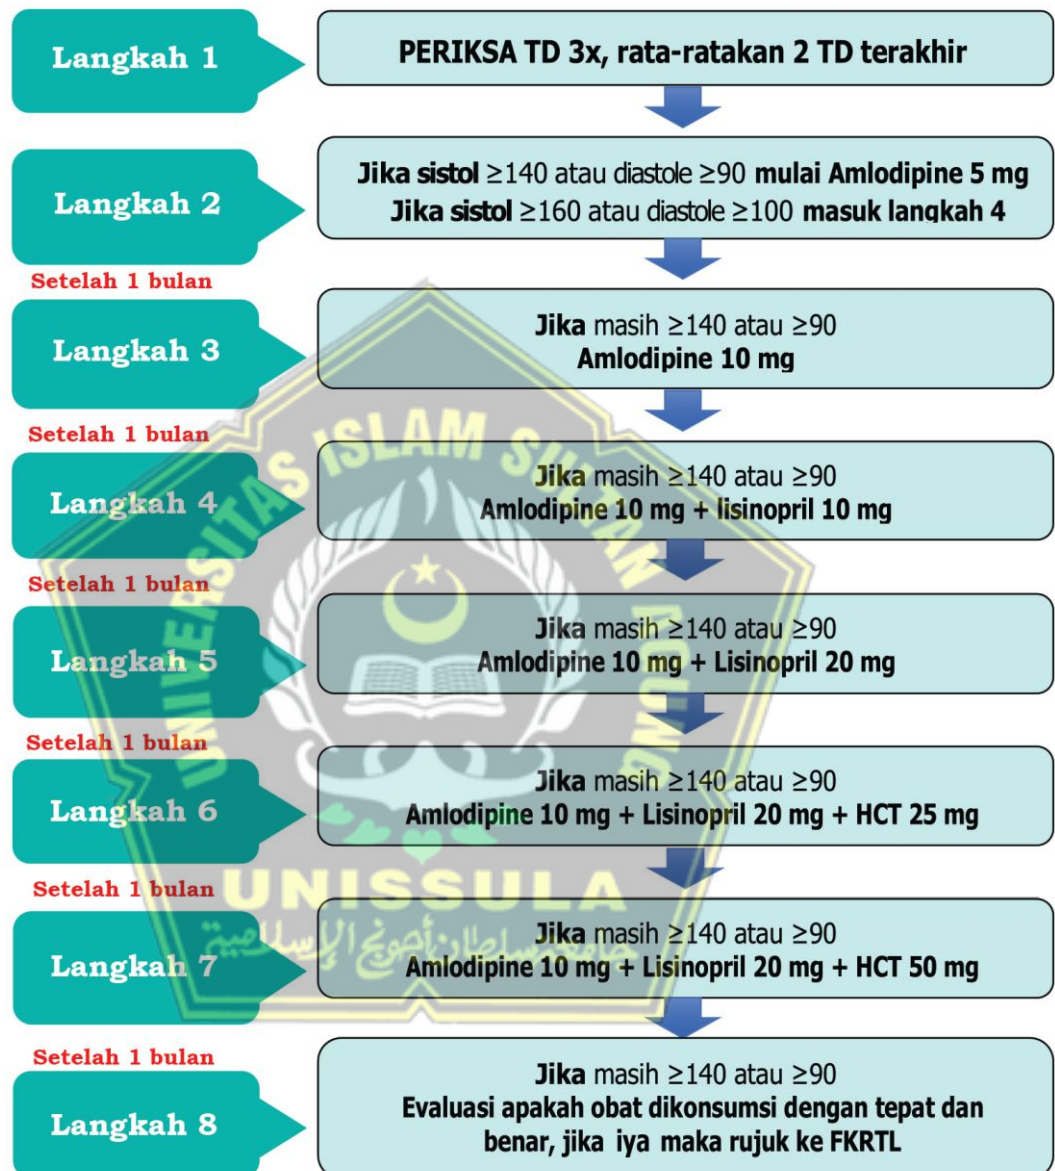 Langkah 1
PERIKSA TD 3x, rata-ratakan 2 TD terakhir
Langkah 2
Jika sistol ≥140 atau diastole ≥90 mulai Amlodipine 5 mg
Jika sistol ≥160 atau diastole ≥100 masuk langkah 4
Setelah 1 bulan
Langkah 3
Jika masih ≥140 atau ≥90
Amlodipine 10 mg
Setelah 1 bulan
Langkah 4
Jika masih ≥140 atau ≥90
Amlodipine 10 mg + lisinopril 10 mg
Setelah 1 bulan
Langkah 5
Jika masih ≥140 atau ≥90
Amlodipine 10 mg + Lisinopril 20 mg
Setelah 1 bulan
Langkah 6
Jika masih ≥140 atau ≥90
Amlodipine 10 mg + Lisinopril 20 mg + HCT 25 mg
Setelah 1 bulan
Langkah 7
Jika masih ≥140 atau ≥90
Amlodipine 10 mg + Lisinopril 20 mg + HCT 50 mg
Setelah 1 bulan
Langkah 8
Jika masih ≥140 atau ≥90
Evaluasi apakah obat dikonsumsi dengan tepat dan
benar, jika iya maka rujuk ke FKRTL
UNIVERSITAS ISLAM SULTAN AGUNG
UNISSULA
جامعة سلطان أجونج الإسلامية